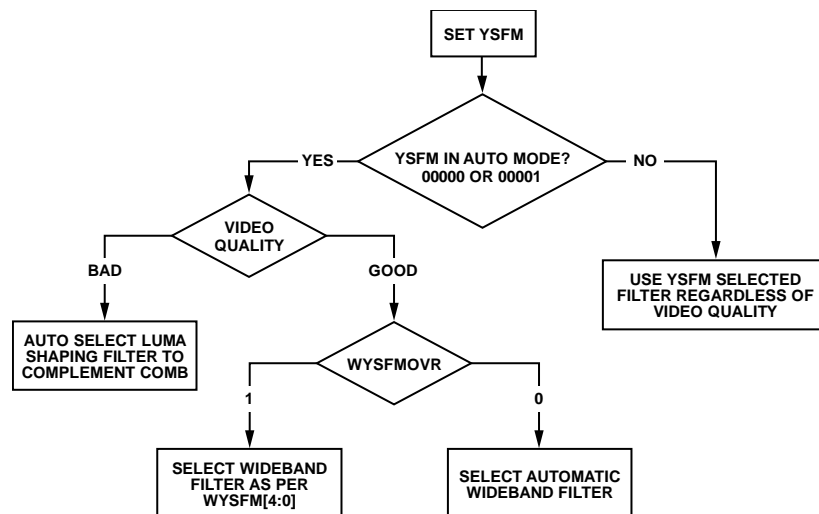 SET YSFM
YSFM IN AUTO MODE?
00000 OR 00001
YES
NO
VIDEO
QUALITY
BAD
GOOD
USE YSFM SELECTED
FILTER REGARDLESS OF
VIDEO QUALITY
AUTO SELECT LUMA
SHAPING FILTER TO
COMPLEMENT COMB
WYSFMOVR
1
0
SELECT WIDEBAND
FILTER AS PER
WYSFM[4:0]
SELECT AUTOMATIC
WIDEBAND FILTER